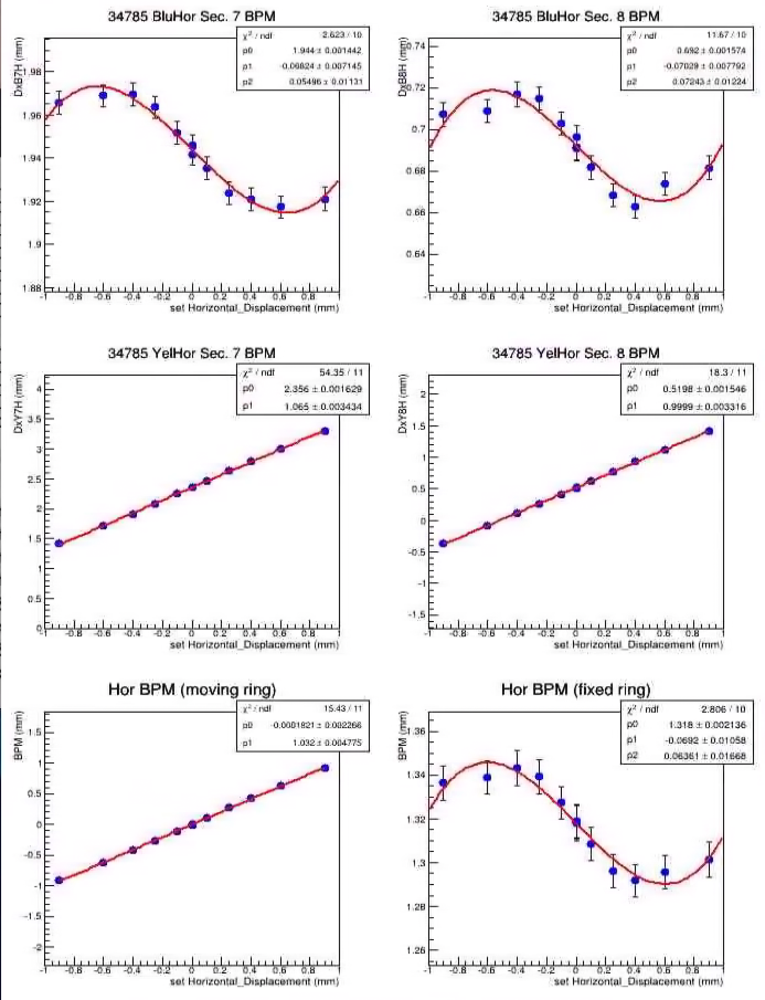 34785 BluHor Sec. 7 BPM
χ² / ndf 2.623 / 10
p0 1.944 ± 0.001442
p1 -0.06824 ± 0.007145
p2 0.05496 ± 0.01131
DxB7H (mm)
1.98
1.96
1.94
1.92
1.9
1.88
-1 -0.8 -0.6 -0.4 -0.2 0 0.2 0.4 0.6 0.8 1
set Horizontal_Displacement (mm)
34785 BluHor Sec. 8 BPM
χ² / ndf 11.67 / 10
p0 0.692 ± 0.001574
p1 -0.07029 ± 0.007792
p2 0.07243 ± 0.01224
DxB8H (mm)
0.74
0.72
0.7
0.68
0.66
0.64
-1 -0.8 -0.6 -0.4 -0.2 0 0.2 0.4 0.6 0.8 1
set Horizontal_Displacement (mm)
34785 YelHor Sec. 7 BPM
χ² / ndf 54.35 / 11
p0 2.356 ± 0.001629
p1 1.065 ± 0.003434
DxY7H (mm)
4
3.5
3
2.5
2
1.5
1
0.5
0
-1 -0.8 -0.6 -0.4 -0.2 0 0.2 0.4 0.6 0.8 1
set Horizontal_Displacement (mm)
34785 YelHor Sec. 8 BPM
χ² / ndf 18.3 / 11
p0 0.5198 ± 0.001546
p1 0.9999 ± 0.003316
DxY8H (mm)
2
1.5
1
0.5
0
-0.5
-1
-1.5
-1 -0.8 -0.6 -0.4 -0.2 0 0.2 0.4 0.6 0.8 1
set Horizontal_Displacement (mm)
Hor BPM (moving ring)
χ² / ndf 15.43 / 11
p0 -0.0001821 ± 0.002266
p1 1.032 ± 0.004775
BPM (mm)
1.5
1
0.5
0
-0.5
-1
-1.5
-2
-1 -0.8 -0.6 -0.4 -0.2 0 0.2 0.4 0.6 0.8 1
set Horizontal_Displacement (mm)
Hor BPM (fixed ring)
χ² / ndf 2.806 / 10
p0 1.318 ± 0.002136
p1 -0.0692 ± 0.01058
p2 0.06361 ± 0.01668
BPM (mm)
1.36
1.34
1.32
1.3
1.28
1.26
-1 -0.8 -0.6 -0.4 -0.2 0 0.2 0.4 0.6 0.8 1
set Horizontal_Displacement (mm)